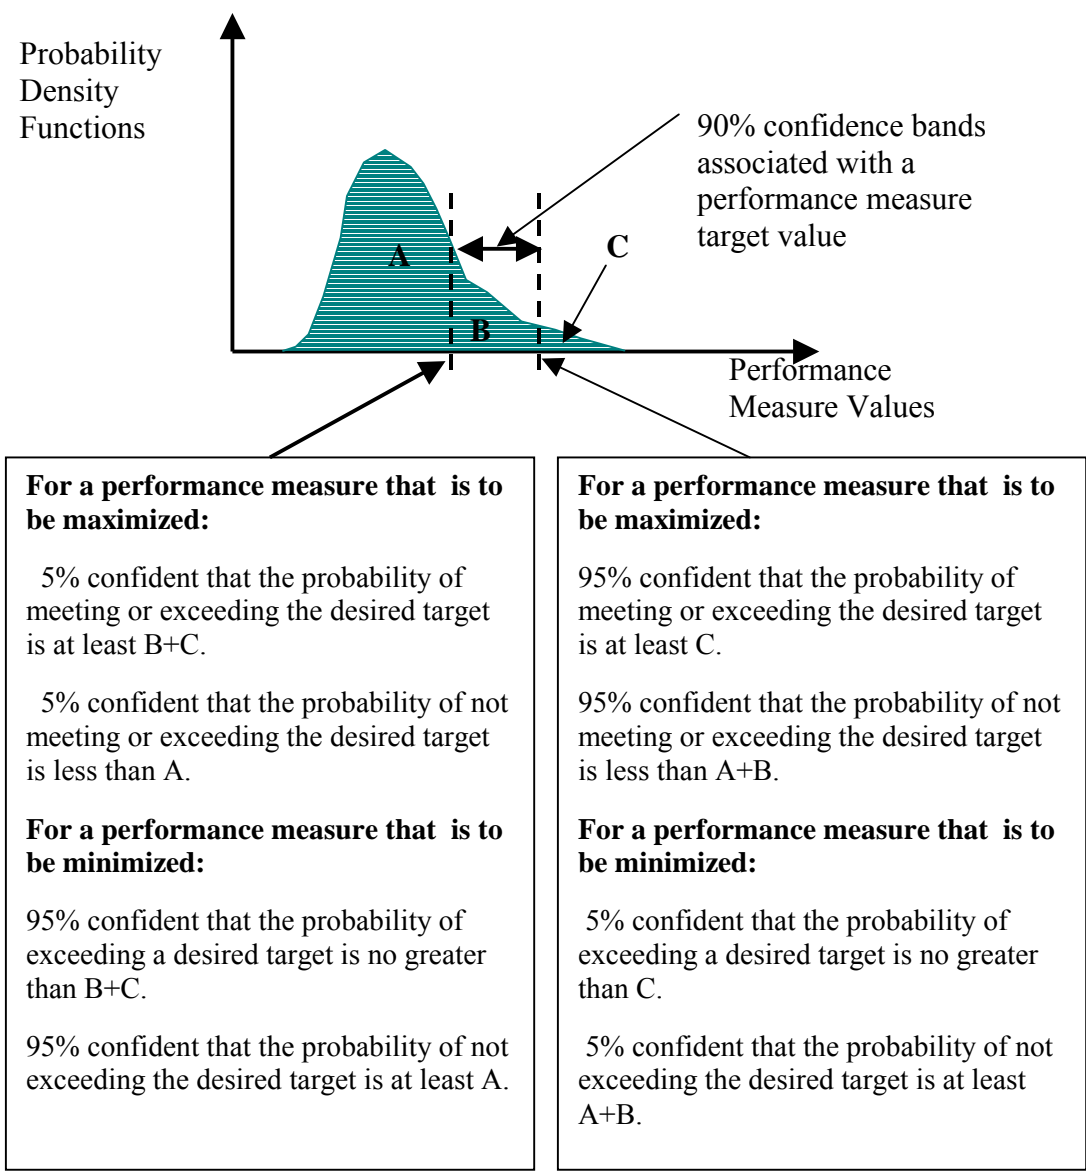 Probability
Density
Functions
90% confidence bands
associated with a
performance measure
target value
A
C
B
Performance
Measure Values
For a performance measure that  is to
be maximized:
5% confident that the probability of
meeting or exceeding the desired target
is at least B+C.
5% confident that the probability of not
meeting or exceeding the desired target
is less than A.
For a performance measure that  is to
be minimized:
95% confident that the probability of
exceeding a desired target is no greater
than B+C.
95% confident that the probability of not
exceeding the desired target is at least A.
For a performance measure that  is to
be maximized:
95% confident that the probability of
meeting or exceeding the desired target
is at least C.
95% confident that the probability of not
meeting or exceeding the desired target
is less than A+B.
For a performance measure that  is to
be minimized:
5% confident that the probability of
exceeding a desired target is no greater
than C.
5% confident that the probability of not
exceeding the desired target is at least
A+B.